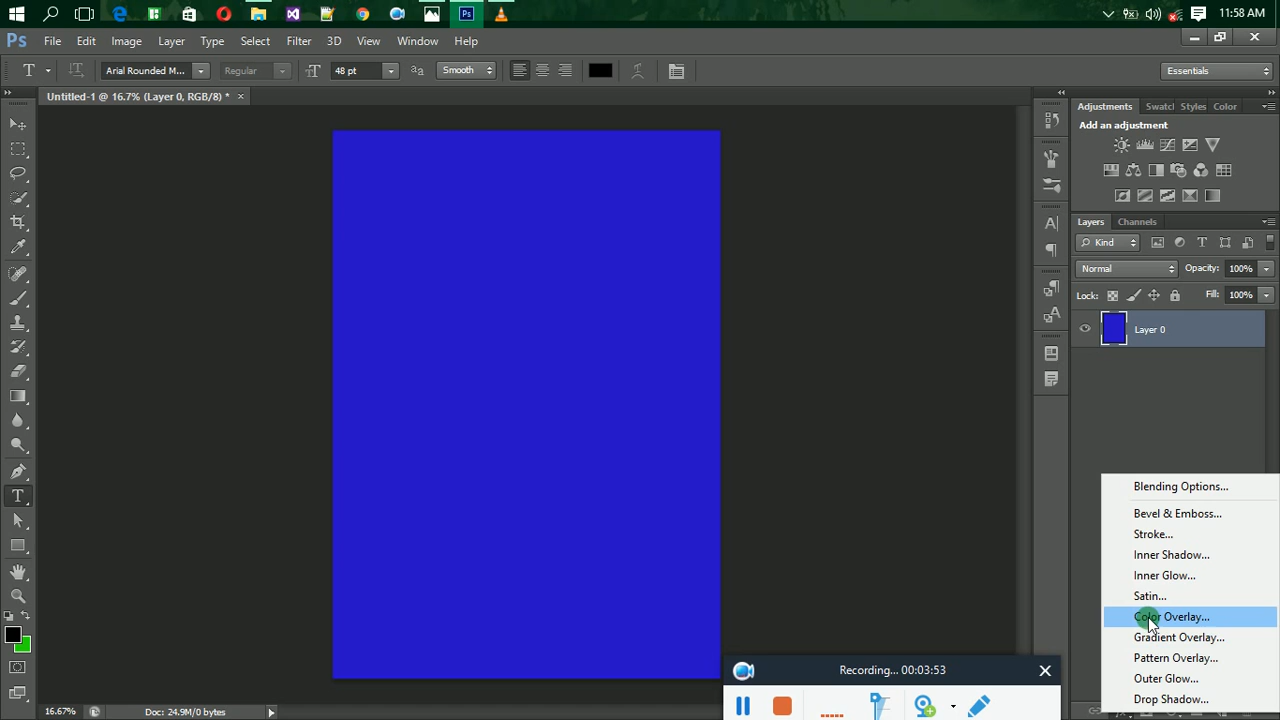 11:58 AM
Ps File Edit Image Layer Type Select Filter 3D View Window Help
T Arial Rounded M... Regular 48 pt Smooth Essentials
Untitled-1 @ 16.7% (Layer 0, RGB/8) * ×
Adjustments Swatcl Styles Color
Add an adjustment
Layers Channels
Kind
Normal Opacity: 100%
Lock: Fill: 100%
Layer 0
Blending Options...
Bevel & Emboss...
Stroke...
Inner Shadow...
Inner Glow...
Satin...
Color Overlay...
Gradient Overlay...
Pattern Overlay...
Outer Glow...
Drop Shadow...
Recording... 00:03:53
16.67% Doc: 24.9M/0 bytes